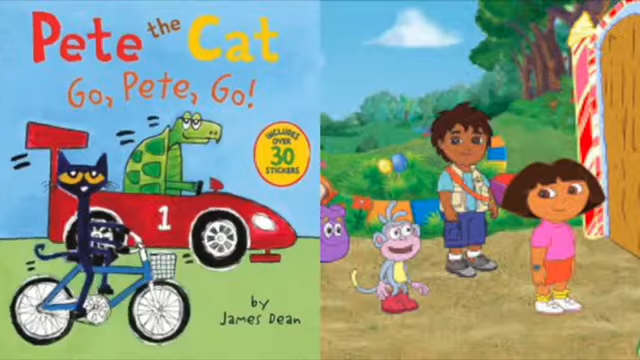 Pete the Cat
Go, Pete, Go!
INCLUDES
OVER
30
STICKERS
1
by
James Dean